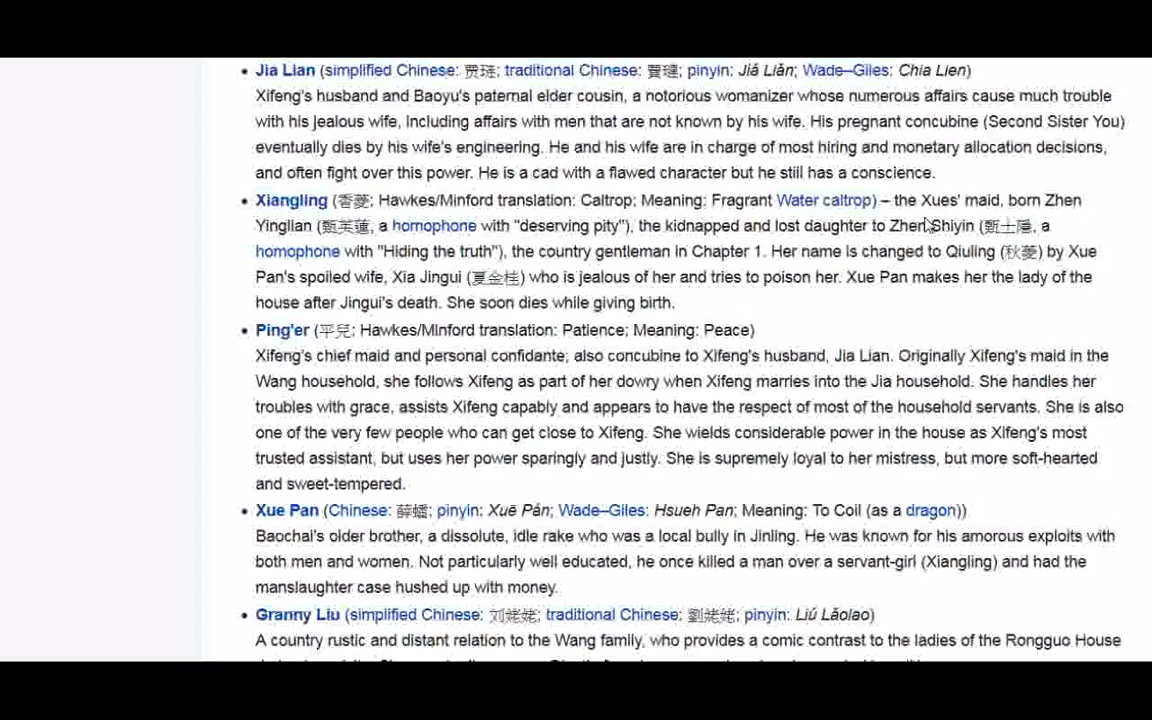 Jia Lian (simplified Chinese: 贾琏; traditional Chinese: 賈璉; pinyin: Jiǎ Liǎn; Wade–Giles: Chia Lien)
Xifeng's husband and Baoyu's paternal elder cousin, a notorious womanizer whose numerous affairs cause much trouble
with his jealous wife, including affairs with men that are not known by his wife. His pregnant concubine (Second Sister You)
eventually dies by his wife's engineering. He and his wife are in charge of most hiring and monetary allocation decisions,
and often fight over this power. He is a cad with a flawed character but he still has a conscience.
Xiangling (香菱; Hawkes/Minford translation: Caltrop; Meaning: Fragrant Water caltrop) – the Xues' maid, born Zhen
Yinglian (甄英蓮, a homophone with "deserving pity"), the kidnapped and lost daughter to Zhen Shiyin (甄士隱, a
homophone with "Hiding the truth"), the country gentleman in Chapter 1. Her name is changed to Qiuling (秋菱) by Xue
Pan's spoiled wife, Xia Jingui (夏金桂) who is jealous of her and tries to poison her. Xue Pan makes her the lady of the
house after Jingui's death. She soon dies while giving birth.
Ping'er (平兒; Hawkes/Minford translation: Patience; Meaning: Peace)
Xifeng's chief maid and personal confidante; also concubine to Xifeng's husband, Jia Lian. Originally Xifeng's maid in the
Wang household, she follows Xifeng as part of her dowry when Xifeng marries into the Jia household. She handles her
troubles with grace, assists Xifeng capably and appears to have the respect of most of the household servants. She is also
one of the very few people who can get close to Xifeng. She wields considerable power in the house as Xifeng's most
trusted assistant, but uses her power sparingly and justly. She is supremely loyal to her mistress, but more soft-hearted
and sweet-tempered.
Xue Pan (Chinese: 薛蟠; pinyin: Xuē Pán; Wade–Giles: Hsueh Pan; Meaning: To Coil (as a dragon))
Baochai's older brother, a dissolute, idle rake who was a local bully in Jinling. He was known for his amorous exploits with
both men and women. Not particularly well educated, he once killed a man over a servant-girl (Xiangling) and had the
manslaughter case hushed up with money.
Granny Liu (simplified Chinese: 刘姥姥; traditional Chinese: 劉姥姥; pinyin: Liú Lǎolao)
A country rustic and distant relation to the Wang family, who provides a comic contrast to the ladies of the Rongguo House